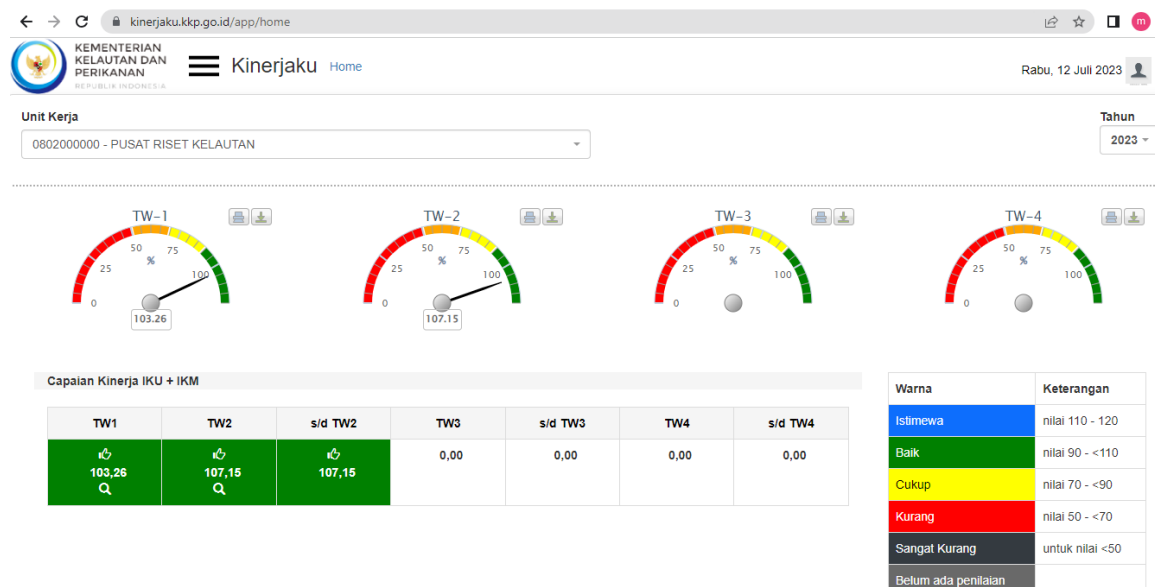 kinerjaku.kkp.go.id/app/home
m
KEMENTERIAN
KELAUTAN DAN
PERIKANAN
REPUBLIK INDONESIA
Kinerjaku Home
Rabu, 12 Juli 2023
Unit Kerja
Tahun
0802000000 - PUSAT RISET KELAUTAN
2023
TW-1
0 25 50 75 100
%
103.26
TW-2
0 25 50 75 100
%
107.15
TW-3
0 25 50 75 100
%
TW-4
0 25 50 75 100
%
Capaian Kinerja IKU + IKM
TW1 TW2 s/d TW2 TW3 s/d TW3 TW4 s/d TW4
103,26 107,15 107,15 0,00 0,00 0,00 0,00
Warna Keterangan
Istimewa nilai 110 - 120
Baik nilai 90 - <110
Cukup nilai 70 - <90
Kurang nilai 50 - <70
Sangat Kurang untuk nilai <50
Belum ada penilaian